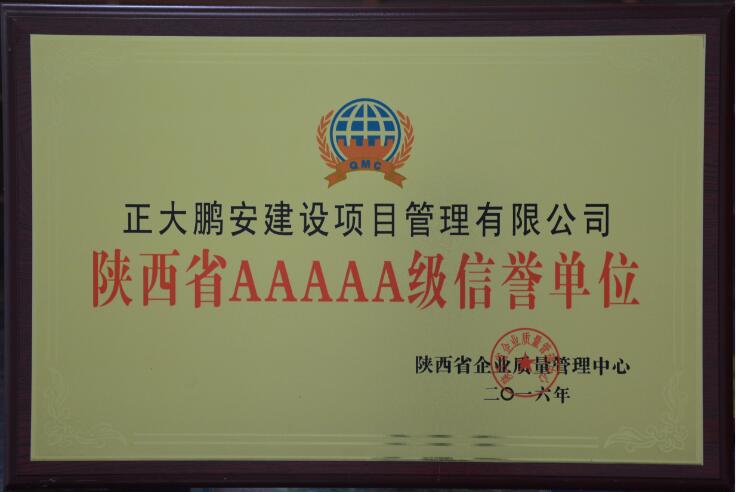 QMC
正大鹏安建设项目管理有限公司
陕西省AAAAA级信誉单位
陕西省企业质量管理中心
二〇一六年